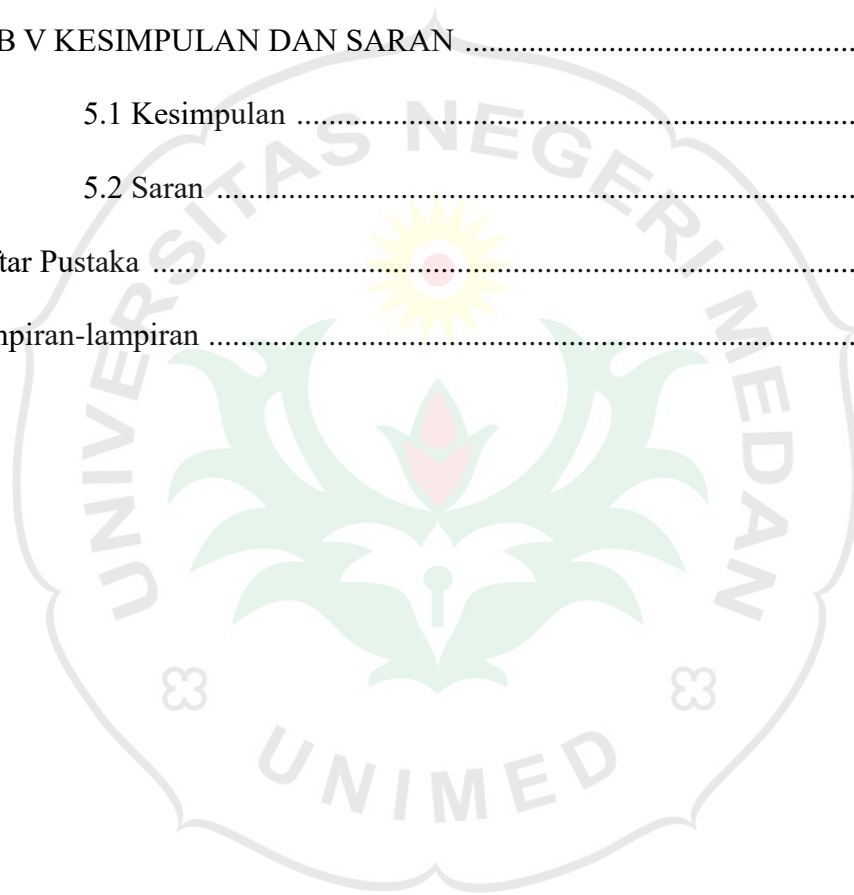 B V KESIMPULAN DAN SARAN ................................................
5.1 Kesimpulan ................................................................
5.2 Saran ................................................................
tar Pustaka ................................................................
npiran-lampiran ................................................................
UNIVERSITAS NEGERI MEDAN
UNIMED